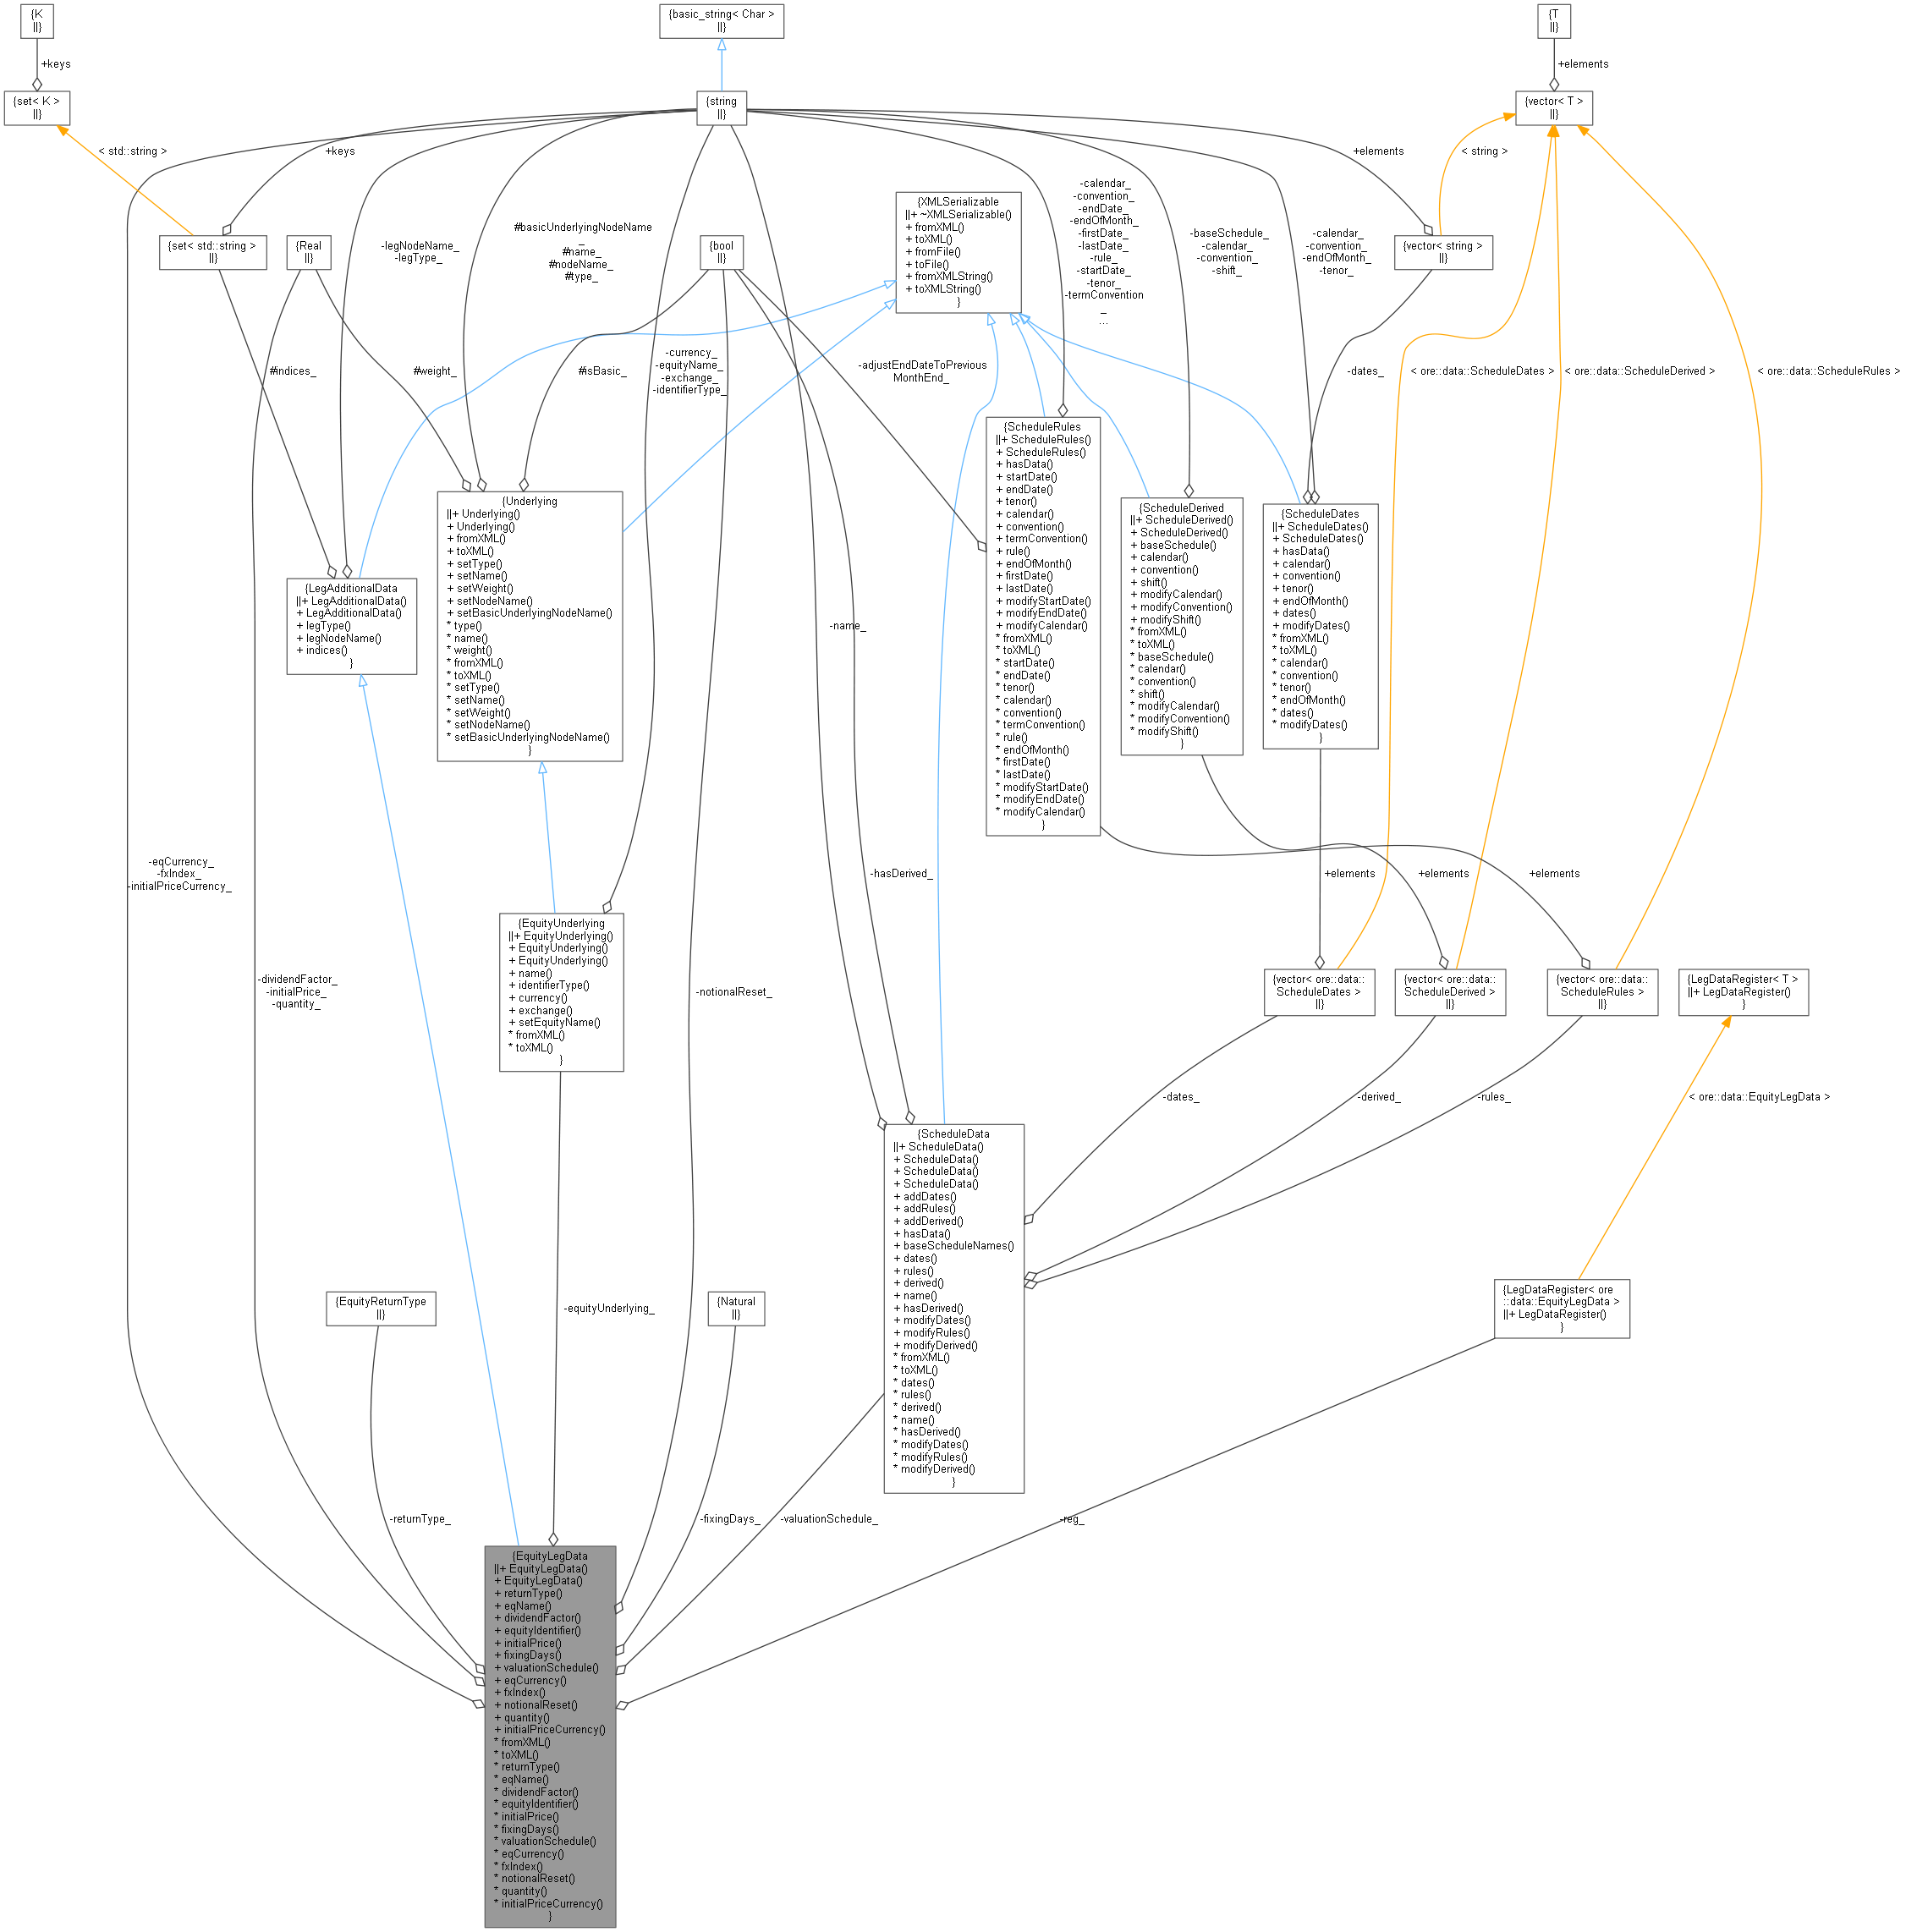 {K
||}
{basic_string< Char >
||}
{T
||}
+keys
+elements
{set< K >
||}
{string
||}
{vector< T >
||}
< std::string >
+keys
+elements
< string >
{XMLSerializable
||+ ~XMLSerializable()
+ fromXML()
+ toXML()
+ fromFile()
+ toFile()
+ fromXMLString()
+ toXMLString()
}
-calendar_
-convention_
-endDate_
-endOfMonth_
-firstDate_
-lastDate_
-rule_
-startDate_
-tenor_
-termConvention
_
...
{set< std::string >
||}
{Real
||}
-legNodeName_
-legType_
#basicUnderlyingNodeName
_
#name_
#nodeName_
#type_
{bool
||}
-baseSchedule_
-calendar_
-convention_
-shift_
-calendar_
-convention_
-endOfMonth_
-tenor_
{vector< string >
||}
#indices_
#weight_
#isBasic_
-currency_
-equityName_
-exchange_
-identifierType_
-adjustEndDateToPrevious
MonthEnd_
-dates_
< ore::data::ScheduleDates >
< ore::data::ScheduleDerived >
< ore::data::ScheduleRules >
{LegAdditionalData
||+ LegAdditionalData()
+ LegAdditionalData()
+ legType()
+ legNodeName()
+ indices()
}
{Underlying
||+ Underlying()
+ Underlying()
+ fromXML()
+ toXML()
+ setType()
+ setName()
+ setWeight()
+ setNodeName()
+ setBasicUnderlyingNodeName()
* type()
* name()
* weight()
* fromXML()
* toXML()
* setType()
* setName()
* setWeight()
* setNodeName()
* setBasicUnderlyingNodeName()
}
-name_
{ScheduleRules
||+ ScheduleRules()
+ ScheduleRules()
+ hasData()
+ startDate()
+ endDate()
+ tenor()
+ calendar()
+ convention()
+ termConvention()
+ rule()
+ endOfMonth()
+ firstDate()
+ lastDate()
+ modifyStartDate()
+ modifyEndDate()
+ modifyCalendar()
* fromXML()
* toXML()
* startDate()
* endDate()
* tenor()
* calendar()
* convention()
* termConvention()
* rule()
* endOfMonth()
* firstDate()
* lastDate()
* modifyStartDate()
* modifyEndDate()
* modifyCalendar()
}
{ScheduleDerived
||+ ScheduleDerived()
+ ScheduleDerived()
+ baseSchedule()
+ calendar()
+ convention()
+ shift()
+ modifyCalendar()
+ modifyConvention()
+ modifyShift()
* fromXML()
* toXML()
* baseSchedule()
* calendar()
* convention()
* shift()
* modifyCalendar()
* modifyConvention()
* modifyShift()
}
{ScheduleDates
||+ ScheduleDates()
+ ScheduleDates()
+ hasData()
+ calendar()
+ convention()
+ tenor()
+ endOfMonth()
+ dates()
+ modifyDates()
* fromXML()
* toXML()
* calendar()
* convention()
* tenor()
* endOfMonth()
* dates()
* modifyDates()
}
-eqCurrency_
-fxIndex_
-initialPriceCurrency_
-hasDerived_
+elements
+elements
+elements
-dividendFactor_
-initialPrice_
-quantity_
{EquityUnderlying
||+ EquityUnderlying()
+ EquityUnderlying()
+ EquityUnderlying()
+ name()
+ identifierType()
+ currency()
+ exchange()
+ setEquityName()
* fromXML()
* toXML()
}
-notionalReset_
{vector< ore::data::
ScheduleDates >
||}
{vector< ore::data::
ScheduleDerived >
||}
{vector< ore::data::
ScheduleRules >
||}
{LegDataRegister< T >
||+ LegDataRegister()
}
-dates_
-derived_
-rules_
< ore::data::EquityLegData >
{ScheduleData
||+ ScheduleData()
+ ScheduleData()
+ ScheduleData()
+ ScheduleData()
+ addDates()
+ addRules()
+ addDerived()
+ hasData()
+ baseScheduleNames()
+ dates()
+ rules()
+ derived()
+ name()
+ hasDerived()
+ modifyDates()
+ modifyRules()
+ modifyDerived()
* fromXML()
* toXML()
* dates()
* rules()
* derived()
* name()
* hasDerived()
* modifyDates()
* modifyRules()
* modifyDerived()
}
{EquityReturnType
||}
-equityUnderlying_
{Natural
||}
{LegDataRegister< ore
::data::EquityLegData >
||+ LegDataRegister()
}
-returnType_
-fixingDays_
-valuationSchedule_
-reg_
{EquityLegData
||+ EquityLegData()
+ EquityLegData()
+ returnType()
+ eqName()
+ dividendFactor()
+ equityIdentifier()
+ initialPrice()
+ fixingDays()
+ valuationSchedule()
+ eqCurrency()
+ fxIndex()
+ notionalReset()
+ quantity()
+ initialPriceCurrency()
* fromXML()
* toXML()
* returnType()
* eqName()
* dividendFactor()
* equityIdentifier()
* initialPrice()
* fixingDays()
* valuationSchedule()
* eqCurrency()
* fxIndex()
* notionalReset()
* quantity()
* initialPriceCurrency()
}